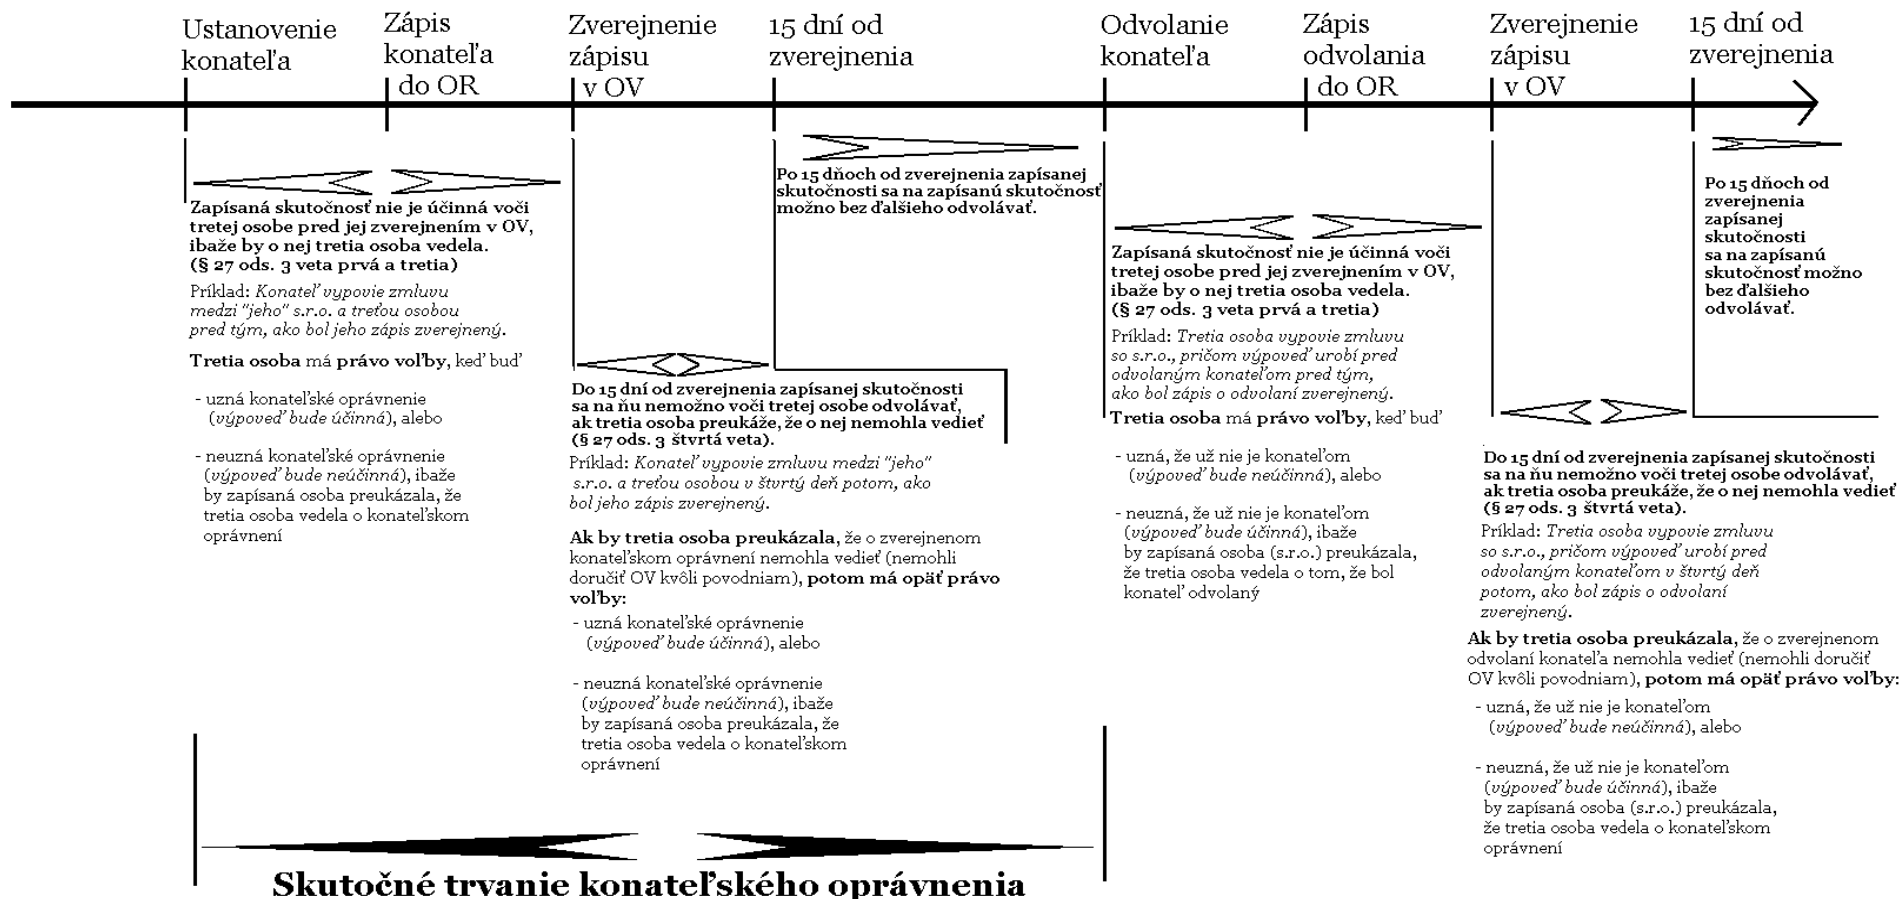 Ustanovenie
konateľa
Zápis
konateľa
do OR
Zverejnenie
zápisu
v OV
15 dní od
zverejnenia
Odvolanie
konateľa
Zápis
odvolania
do OR
Zverejnenie
zápisu
v OV
15 dní od
zverejnenia
Zapísaná skutočnosť nie je účinná voči
tretej osobe pred jej zverejnením v OV,
ibaže by o nej tretia osoba vedela.
(§ 27 ods. 3 veta prvá a tretia)
Príklad: Konateľ vypovie zmluvu
medzi "jeho" s.r.o. a treťou osobou
pred tým, ako bol jeho zápis zverejnený.
Tretia osoba má právo voľby, keď buď
- uzná konateľské oprávnenie
(výpoveď bude účinná), alebo
- neuzná konateľské oprávnenie
(výpoveď bude neúčinná), ibaže
by zapísaná osoba preukázala, že
tretia osoba vedela o konateľskom
oprávnení
Do 15 dní od zverejnenia zapísanej skutočnosti
sa na ňu nemožno voči tretej osobe odvolávať,
ak tretia osoba preukáže, že o nej nemohla vedieť
(§ 27 ods. 3 štvrtá veta).
Príklad: Konateľ vypovie zmluvu medzi "jeho"
s.r.o. a treťou osobou v štvrtý deň potom, ako
bol jeho zápis zverejnený.
Ak by tretia osoba preukázala, že o zverejnenom
konateľskom oprávnení nemohla vedieť (nemohli
doručiť OV kvôli povodniam), potom má opäť právo
voľby:
- uzná konateľské oprávnenie
(výpoveď bude účinná), alebo
- neuzná konateľské oprávnenie
(výpoveď bude neúčinná), ibaže
by zapísaná osoba preukázala, že
tretia osoba vedela o konateľskom
oprávnení
Po 15 dňoch od zverejnenia zapísanej
skutočnosti sa na zapísanú skutočnosť
možno bez ďalšieho odvolávať.
Zapísaná skutočnosť nie je účinná voči
tretej osobe pred jej zverejnením v OV,
ibaže by o nej tretia osoba vedela.
(§ 27 ods. 3 veta prvá a tretia)
Príklad: Tretia osoba vypovie zmluvu
so s.r.o., pričom výpoveď urobí pred
odvolaným konateľom pred tým,
ako bol zápis o odvolaní zverejnený.
Tretia osoba má právo voľby, keď buď
- uzná, že už nie je konateľom
(výpoveď bude neúčinná), alebo
- neuzná, že už nie je konateľom
(výpoveď bude účinná), ibaže
by zapísaná osoba (s.r.o.) preukázala,
že tretia osoba vedela o tom, že bol
konateľ odvolaný
Do 15 dní od zverejnenia zapísanej skutočnosti
sa na ňu nemožno voči tretej osobe odvolávať,
ak tretia osoba preukáže, že o nej nemohla vedieť
(§ 27 ods. 3 štvrtá veta).
Príklad: Tretia osoba vypovie zmluvu
so s.r.o., pričom výpoveď urobí pred
odvolaným konateľom v štvrtý deň
potom, ako bol zápis o odvolaní
zverejnený.
Ak by tretia osoba preukázala, že o zverejnenom
odvolaní konateľa nemohla vedieť (nemohli doručiť
OV kvôli povodniam), potom má opäť právo voľby:
- uzná, že už nie je konateľom
(výpoveď bude neúčinná), alebo
- neuzná, že už nie je konateľom
(výpoveď bude účinná), ibaže
by zapísaná osoba (s.r.o.) preukázala,
že tretia osoba vedela o konateľskom
oprávnení
Po 15 dňoch od
zverejnenia
zapísanej
skutočnosti
sa na zapísanú
skutočnosť možno
bez ďalšieho
odvolávať.
Skutočné trvanie konateľského oprávnenia